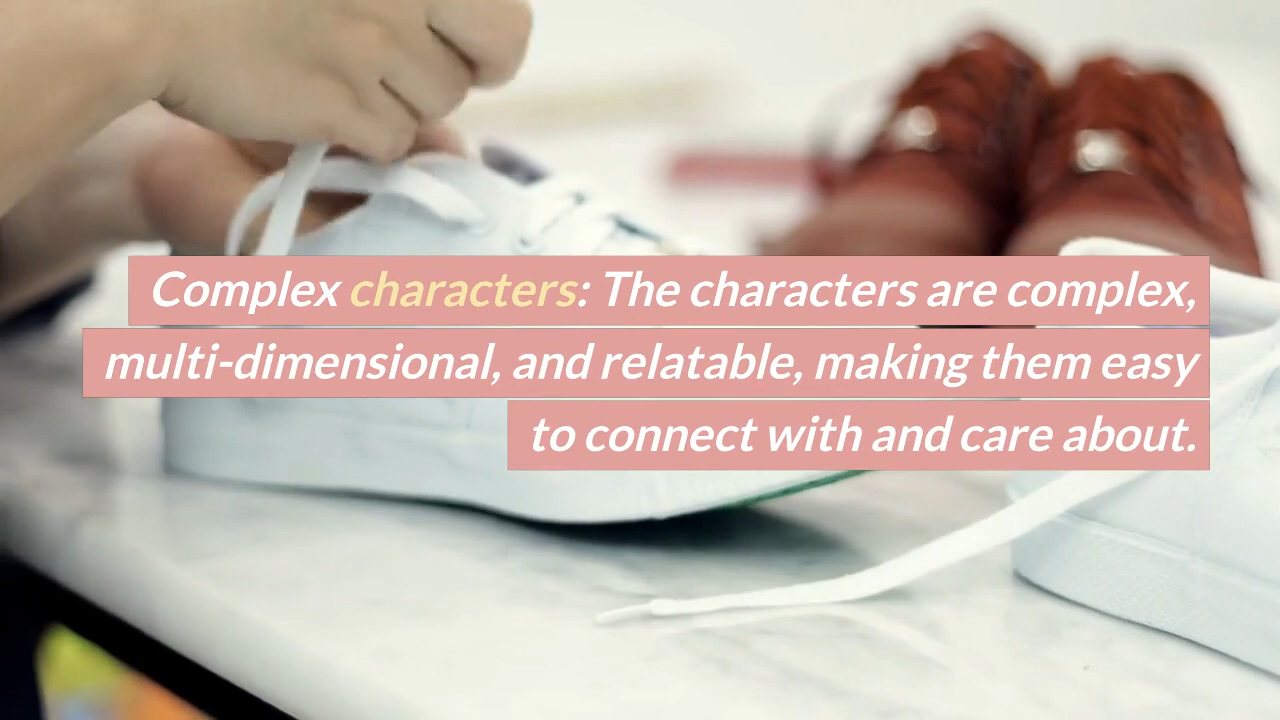 Complex characters: The characters are complex,
multi-dimensional, and relatable, making them easy
to connect with and care about.